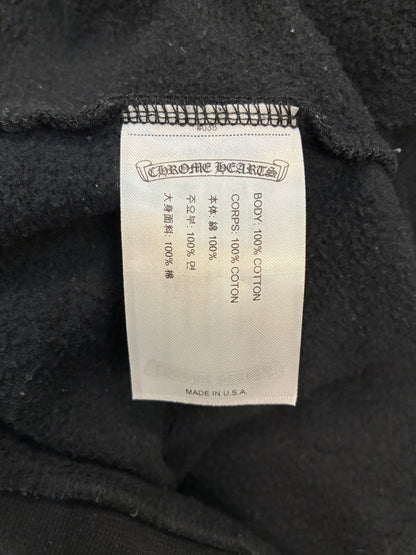 #036
CHROME HEARTS
BODY: 100% COTTON
CORPS: 100% COTON
本体: 綿 100%
주요부: 100% 면
大身面料: 100% 棉
MADE IN U.S.A.